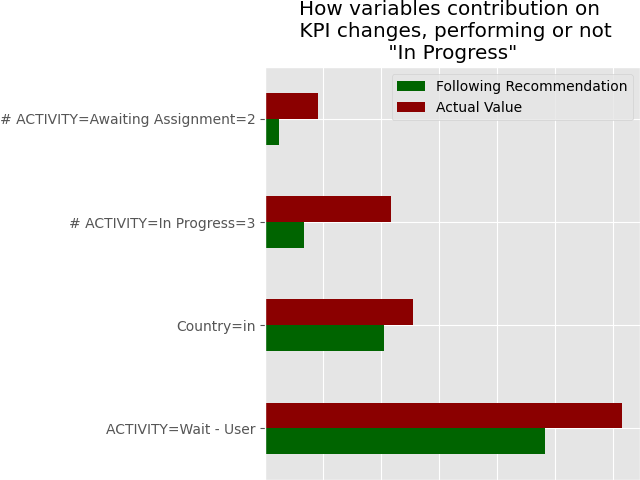 How variables contribution on
KPI changes, performing or not
"In Progress"
Following Recommendation
Actual Value
# ACTIVITY=Awaiting Assignment=2
# ACTIVITY=In Progress=3
Country=in
ACTIVITY=Wait - User